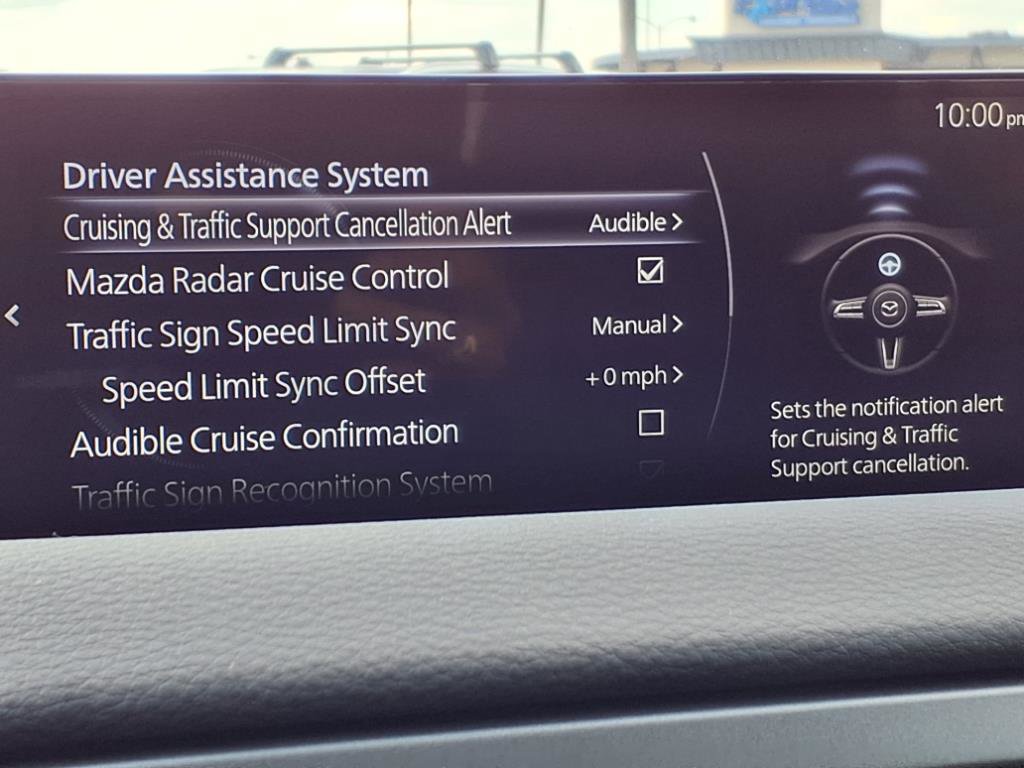 10:00 pm
Driver Assistance System
Cruising & Traffic Support Cancellation Alert Audible >
Mazda Radar Cruise Control
Traffic Sign Speed Limit Sync Manual >
Speed Limit Sync Offset +0 mph >
Audible Cruise Confirmation
Traffic Sign Recognition System
Sets the notification alert
for Cruising & Traffic
Support cancellation.